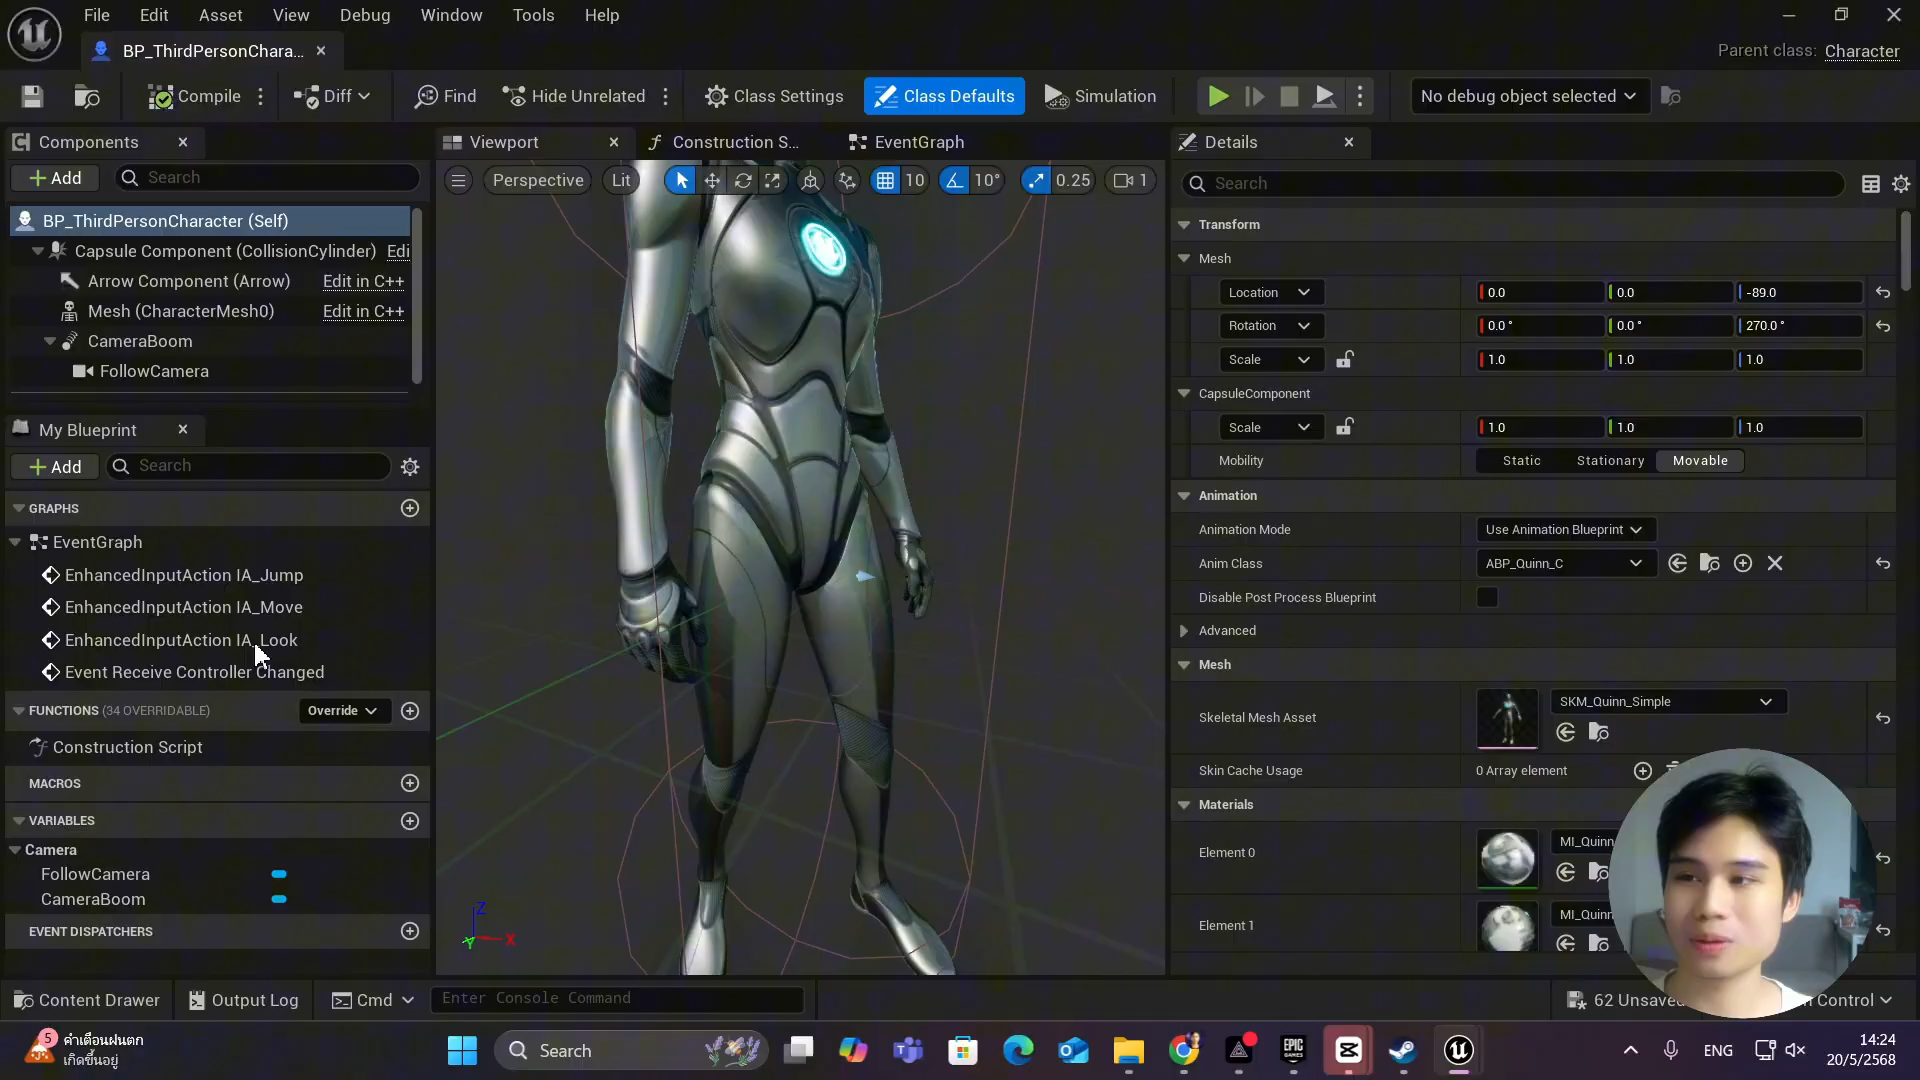 File Edit Asset View Debug Window Tools Help
BP_ThirdPersonChara...
Parent class: Character
Compile Diff Find Hide Unrelated Class Settings Class Defaults Simulation No debug object selected
Components
Add Search
BP_ThirdPersonCharacter (Self)
Capsule Component (CollisionCylinder) Edi
Arrow Component (Arrow) Edit in C++
Mesh (CharacterMesh0) Edit in C++
CameraBoom
FollowCamera
My Blueprint
Add Search
GRAPHS
EventGraph
EnhancedInputAction IA_Jump
EnhancedInputAction IA_Move
EnhancedInputAction IA_Look
Event Receive Controller Changed
FUNCTIONS (34 OVERRIDABLE) Override
Construction Script
MACROS
VARIABLES
Camera
FollowCamera
CameraBoom
EVENT DISPATCHERS
Viewport Construction S... EventGraph
Perspective Lit 10 10° 0.25 1
Z
Y
X
Details
Search
Transform
Mesh
Location 0.0 0.0 -89.0
Rotation 0.0 ° 0.0 ° 270.0 °
Scale 1.0 1.0 1.0
CapsuleComponent
Scale 1.0 1.0 1.0
Mobility Static Stationary Movable
Animation
Animation Mode Use Animation Blueprint
Anim Class ABP_Quinn_C
Disable Post Process Blueprint
Advanced
Mesh
Skeletal Mesh Asset SKM_Quinn_Simple
Skin Cache Usage 0 Array element
Materials
Element 0 MI_Quinn
Element 1 MI_Quinn
Content Drawer Output Log Cmd Enter Console Command 62 Unsave Control
5 คำเตือนฝนตก
เกิดขึ้นอยู่
Search
EPIC
GAMES
ENG
14:24
20/5/2568